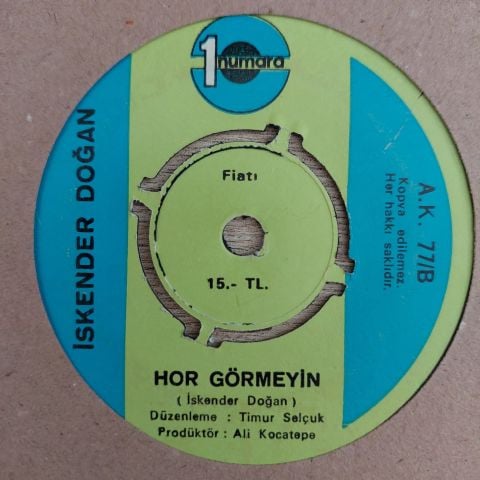 1 numara
İSKENDER DOĞAN
Fiatı
15.- TL.
A.K. 77/B
Kopya edilemez.
Her hakkı saklıdır.
HOR GÖRMEYİN
( İskender Doğan )
Düzenleme : Timur Selçuk
Prodüktör : Ali Kocatepe